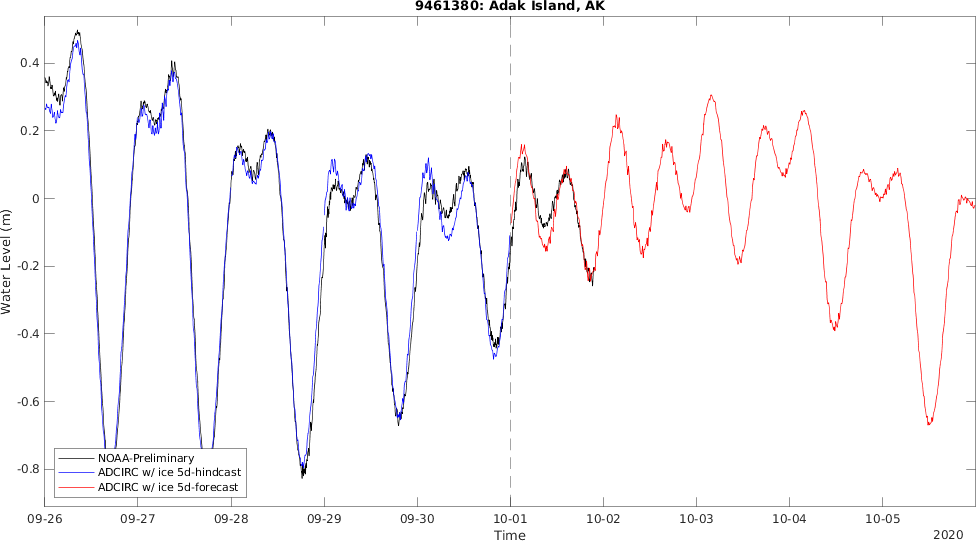 9461380: Adak Island, AK
0.4
0.2
0
-0.2
-0.4
-0.6
-0.8
Water Level (m)
NOAA-Preliminary
ADCIRC w/ ice 5d-hindcast
ADCIRC w/ ice 5d-forecast
09-26 09-27 09-28 09-29 09-30 10-01 10-02 10-03 10-04 10-05
Time
2020